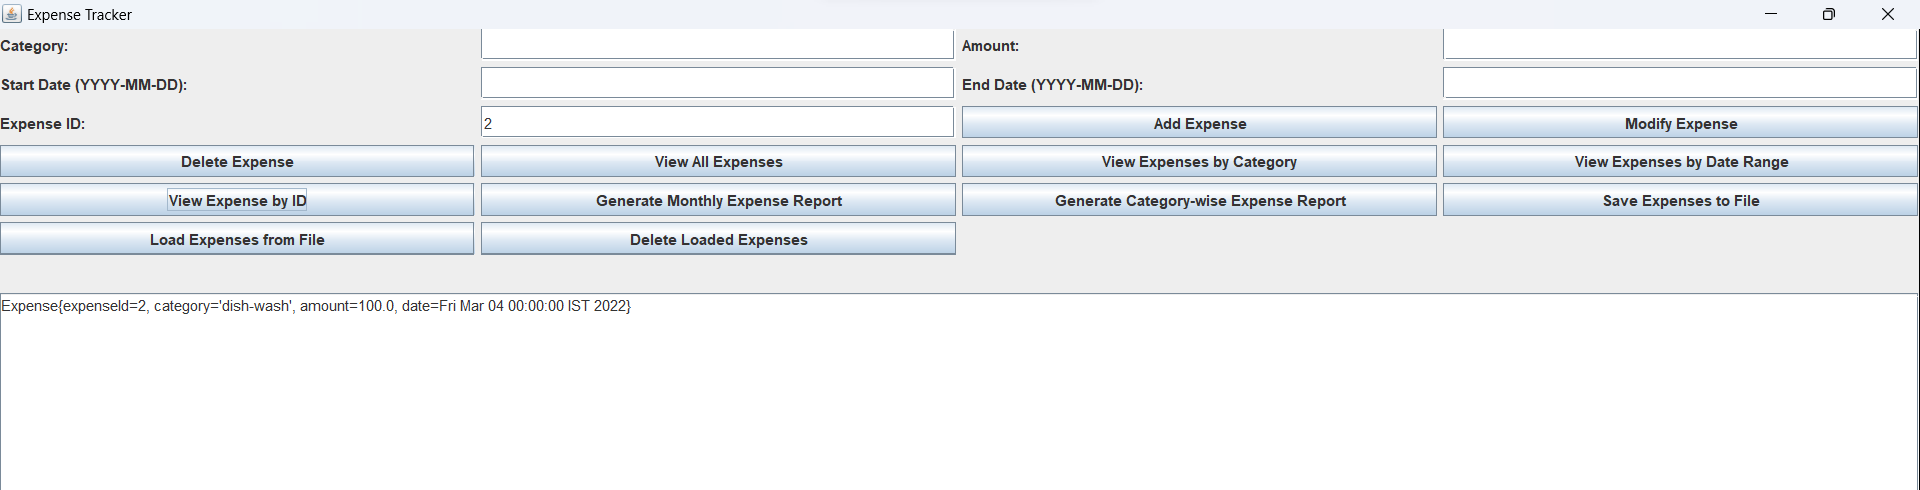 Expense Tracker
Category: Amount:
Start Date (YYYY-MM-DD): End Date (YYYY-MM-DD):
Expense ID: 2 Add Expense Modify Expense
Delete Expense View All Expenses View Expenses by Category View Expenses by Date Range
View Expense by ID Generate Monthly Expense Report Generate Category-wise Expense Report Save Expenses to File
Load Expenses from File Delete Loaded Expenses
Expense{expenseId=2, category='dish-wash', amount=100.0, date=Fri Mar 04 00:00:00 IST 2022}